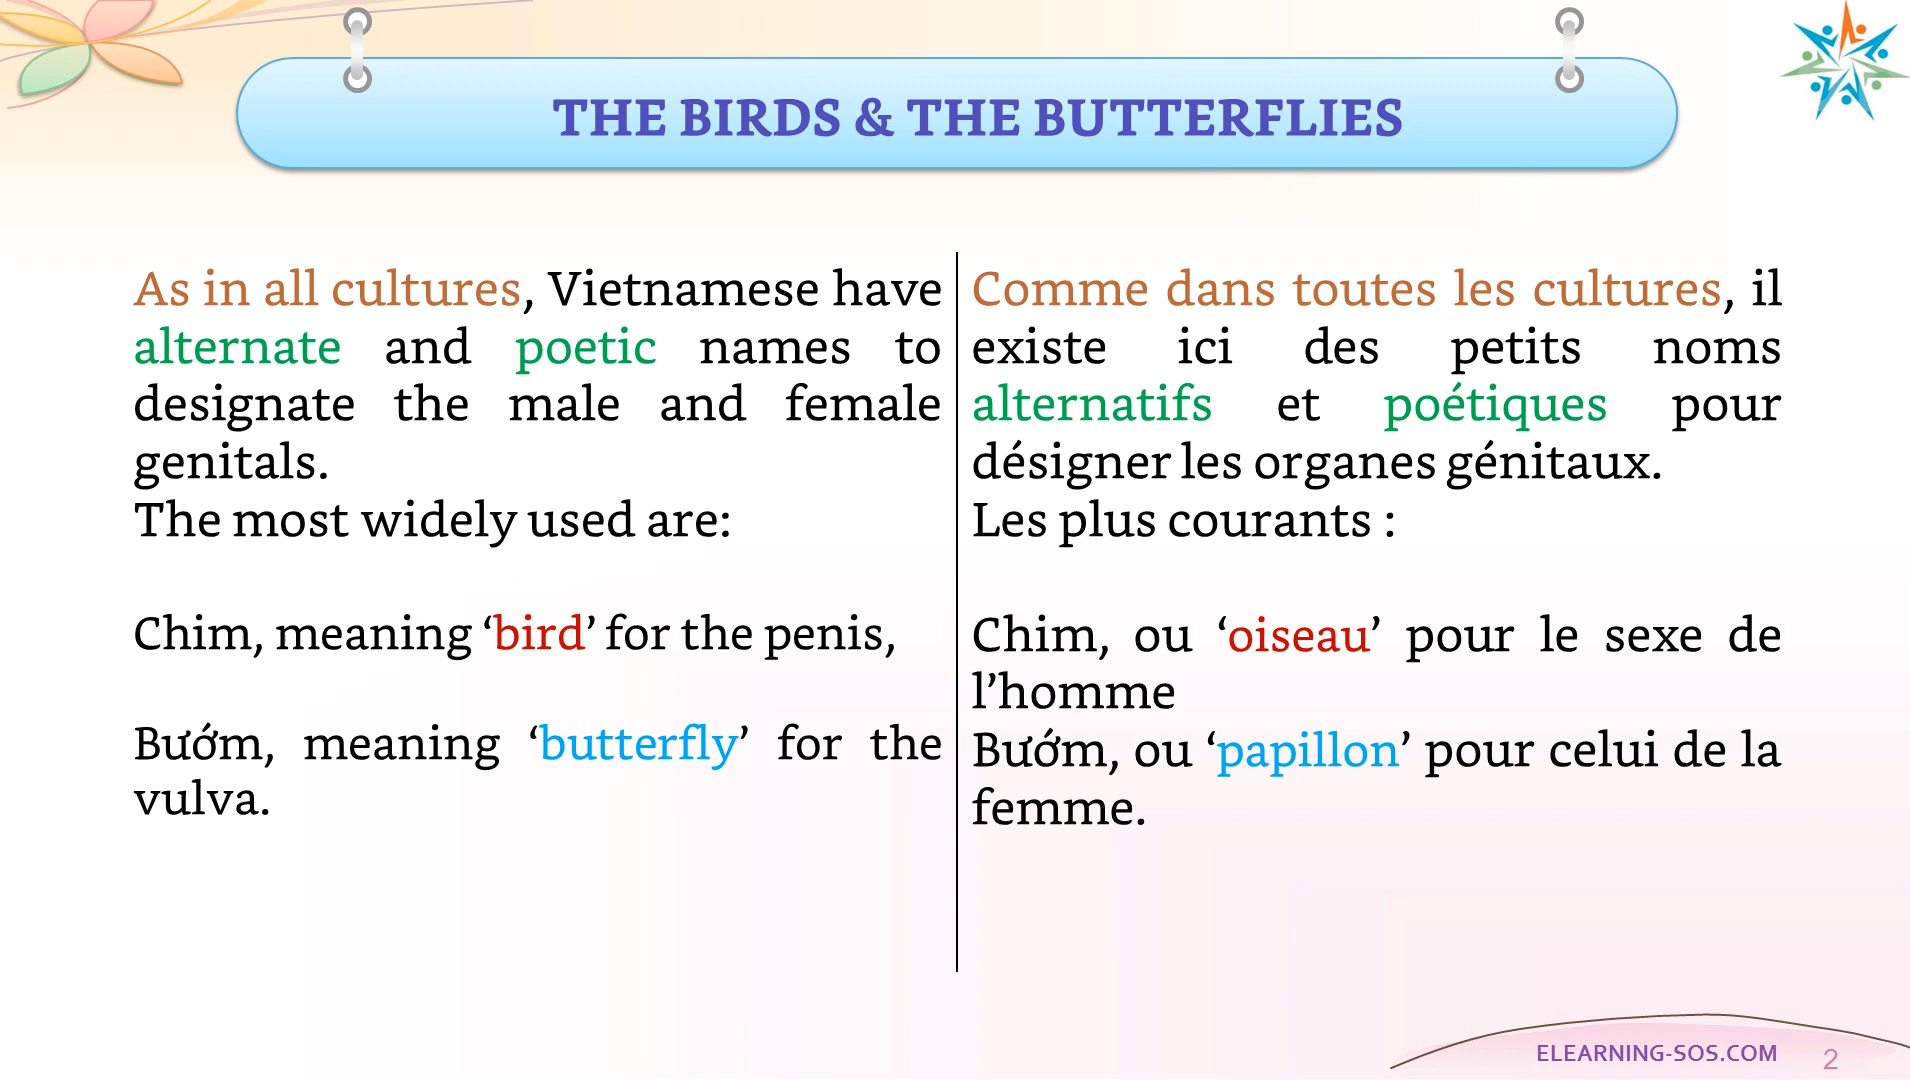 THE BIRDS & THE BUTTERFLIES
As in all cultures, Vietnamese have
alternate and poetic names to
designate the male and female
genitals.
The most widely used are:
Chim, meaning ‘bird’ for the penis,
Bướm, meaning ‘butterfly’ for the
vulva.
Comme dans toutes les cultures, il
existe ici des petits noms
alternatifs et poétiques pour
désigner les organes génitaux.
Les plus courants :
Chim, ou ‘oiseau’ pour le sexe de
l’homme
Bướm, ou ‘papillon’ pour celui de la
femme.
ELEARNING-SOS.COM
2